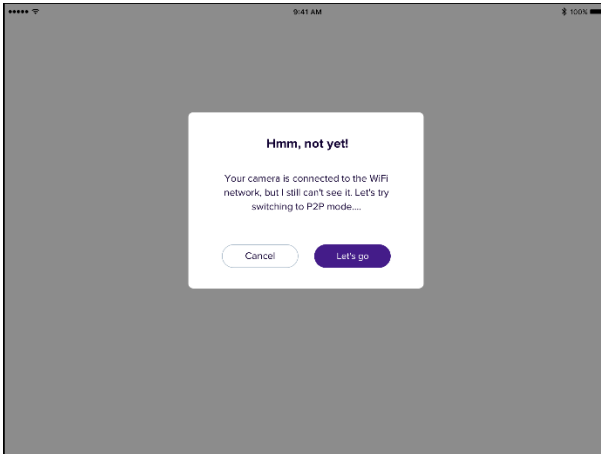 9:41 AM
100%
Hmm, not yet!
Your camera is connected to the WiFi
network, but I still can't see it. Let's try
switching to P2P mode....
Cancel
Let's go